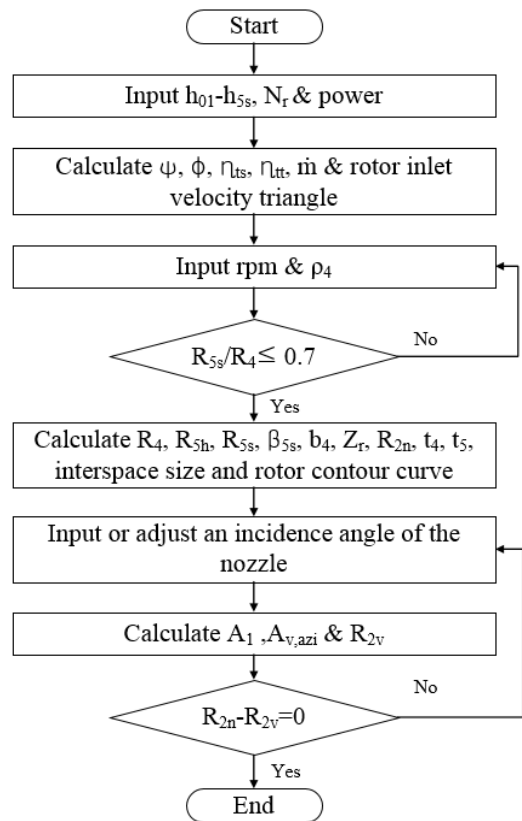 Start
Input h₀₁-h₅ₛ, Nᵣ & power
Calculate ψ, ϕ, ηts, ηtt, ṁ & rotor inlet
velocity triangle
Input rpm & ρ₄
No
R₅ₛ/R₄≤ 0.7
Yes
Calculate R₄, R₅ₕ, R₅ₛ, β₅ₛ, b₄, Zᵣ, R₂ₙ, t₄, t₅,
interspace size and rotor contour curve
Input or adjust an incidence angle of the
nozzle
Calculate A₁ ,Aᵥ,azi & R₂ᵥ
No
R₂ₙ-R₂ᵥ=0
Yes
End